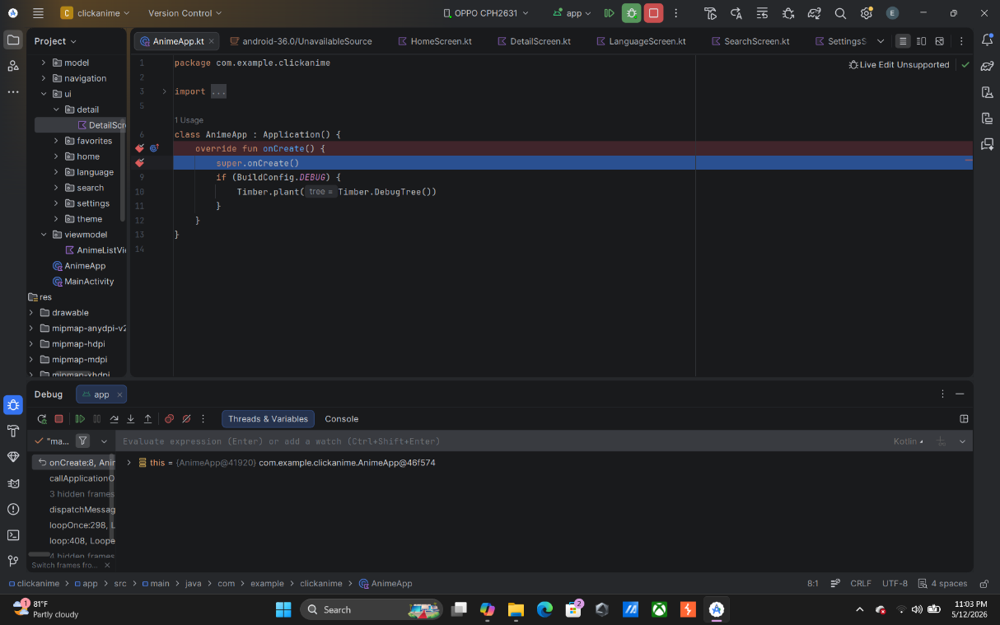 C clickanime
Version Control
OPPO CPH2631
app
E
Project
AnimeApp.kt
android-36.0/UnavailableSource
HomeScreen.kt
DetailScreen.kt
LanguageScreen.kt
SearchScreen.kt
SettingsS
model
navigation
ui
detail
DetailScre
favorites
home
language
search
settings
theme
viewmodel
AnimeListVi
AnimeApp
MainActivity
res
drawable
mipmap-anydpi-v2
mipmap-hdpi
mipmap-mdpi
mipmap-xhdpi
Live Edit Unsupported
1 package com.example.clickanime
2
3 import ...
5
1 Usage
6 class AnimeApp : Application() {
override fun onCreate() {
super.onCreate()
9 if (BuildConfig.DEBUG) {
10 Timber.plant( tree = Timber.DebugTree())
11 }
12 }
13 }
14
Debug
app
Threads & Variables
Console
"ma...
Evaluate expression (Enter) or add a watch (Ctrl+Shift+Enter)
Kotlin
onCreate:8, Anim
callApplicationO
3 hidden frames
dispatchMessag
loopOnce:298, L
loop:408, Loope
4 hidden frames
Switch frames fro...
this = {AnimeApp@41920} com.example.clickanime.AnimeApp@46f574
clickanime > app > src > main > java > com > example > clickanime > AnimeApp
8:1
CRLF
UTF-8
4 spaces
1
81°F
Partly cloudy
Search
2
11:03 PM
5/12/2026